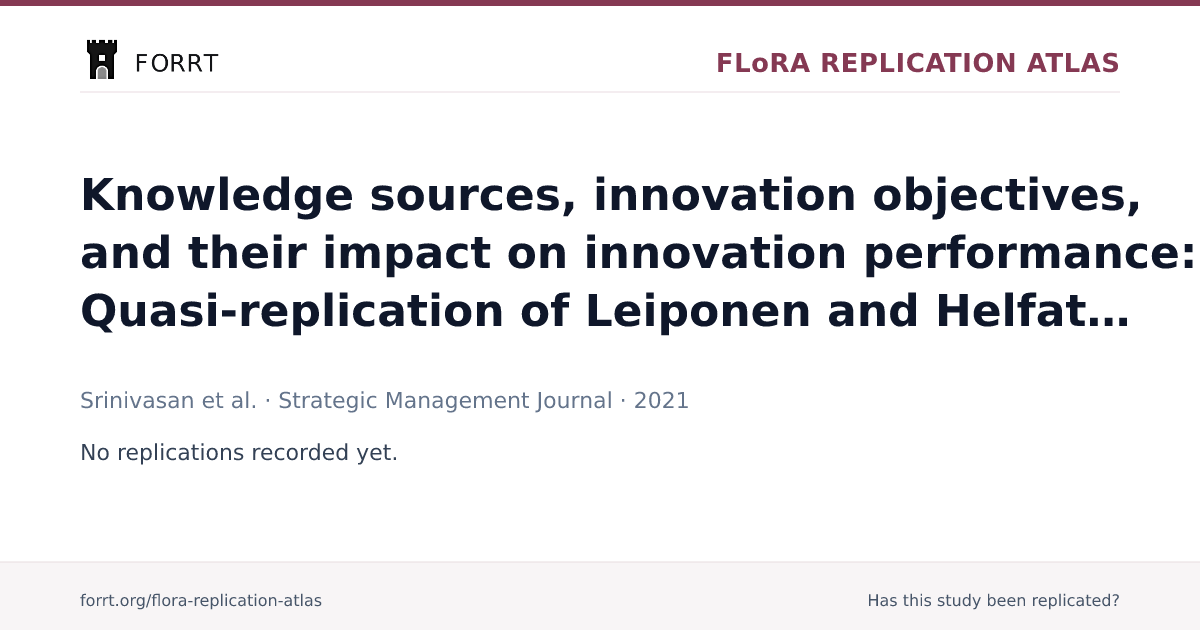 FORRT
FLoRA REPLICATION ATLAS
Knowledge sources, innovation objectives,
and their impact on innovation performance:
Quasi-replication of Leiponen and Helfat…
Srinivasan et al. · Strategic Management Journal · 2021
No replications recorded yet.
forrt.org/flora-replication-atlas
Has this study been replicated?